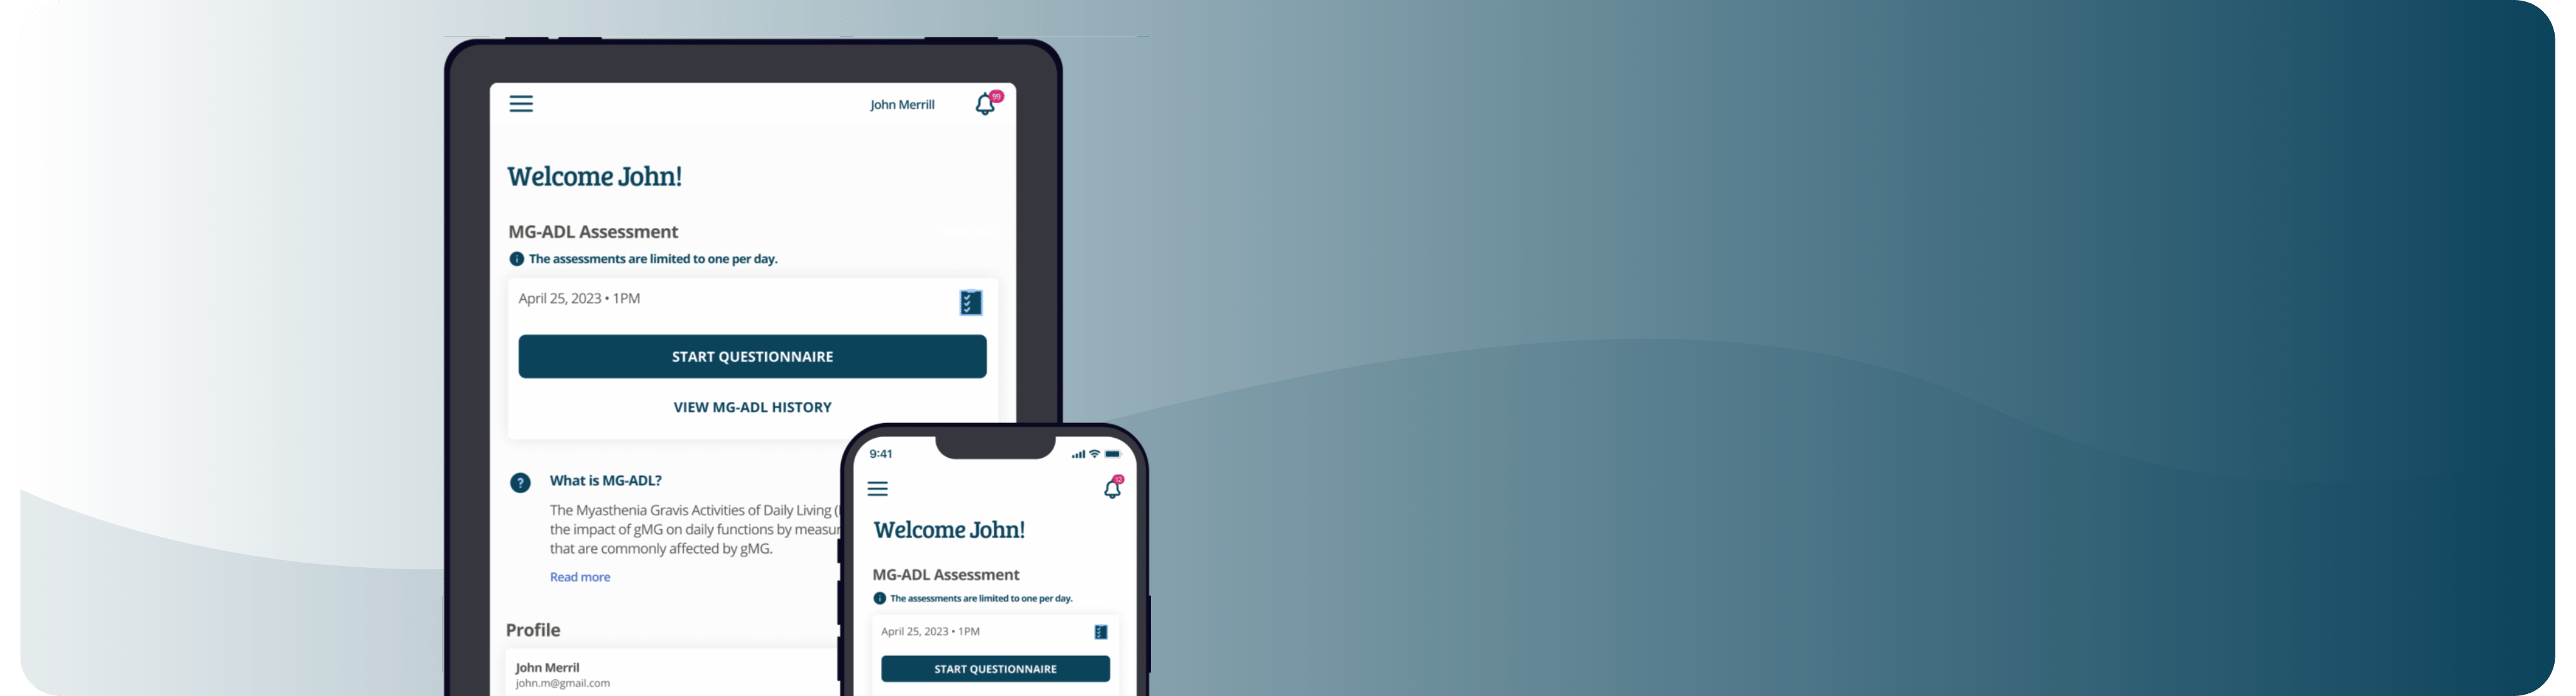 John Merrill
99
Welcome John!
MG-ADL Assessment
The assessments are limited to one per day.
April 25, 2023 • 1PM
START QUESTIONNAIRE
VIEW MG-ADL HISTORY
What is MG-ADL?
The Myasthenia Gravis Activities of Daily Living (
the impact of gMG on daily functions by measur
that are commonly affected by gMG.
Read more
Profile
John Merril
john.m@gmail.com
9:41
12
Welcome John!
MG-ADL Assessment
The assessments are limited to one per day.
April 25, 2023 • 1PM
START QUESTIONNAIRE